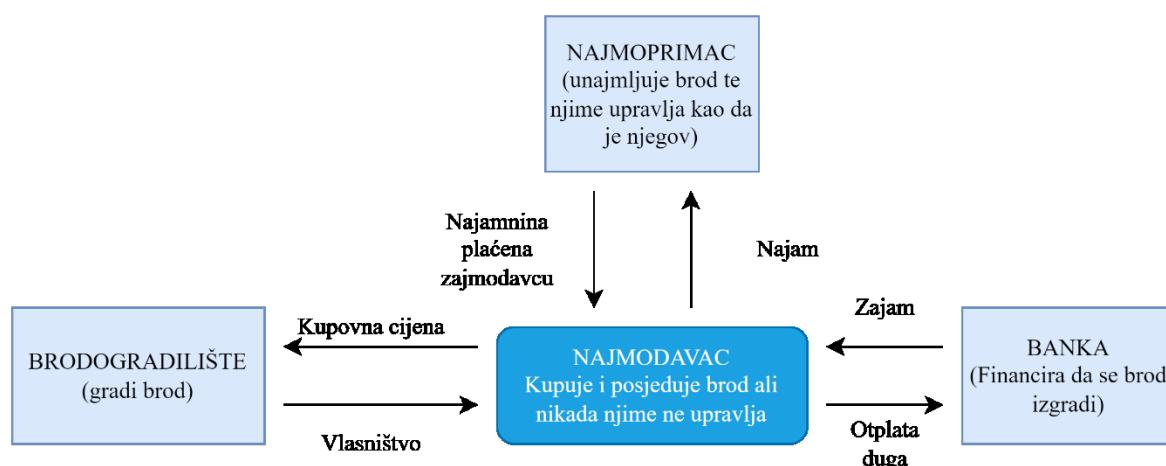 NAJMOPRIMAC
(unajmljuje brod te
njime upravlja kao da
je njegov)
Najamnina
plaćena
zajmodavcu
Najam
Kupovna cijena
Zajam
BRODOGRADILIŠTE
(gradi brod)
NAJMODAVAC
Kupuje i posjeduje brod ali
nikada njime ne upravlja
BANKA
(Financira da se brod
izgradi)
Vlasništvo
Otplata
duga